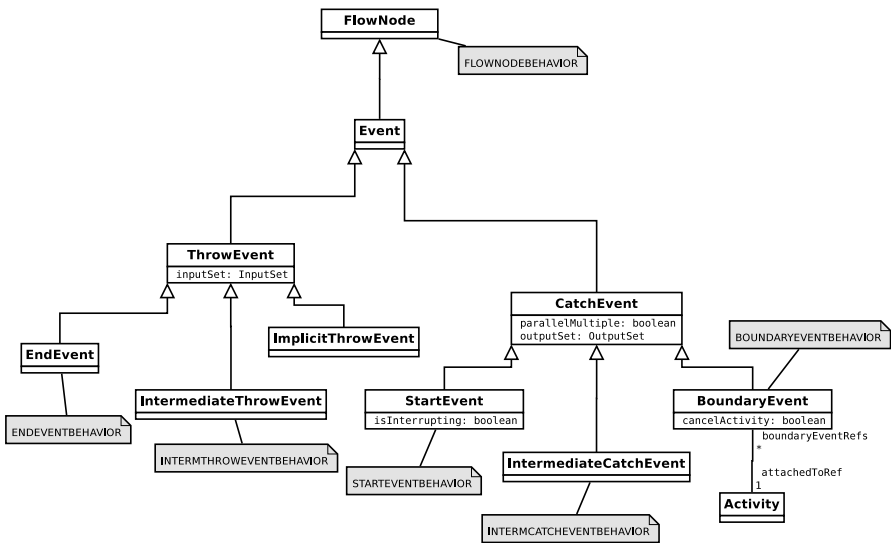 FlowNode
FLOWNODEBEHAVIOR
Event
ThrowEvent
inputSet: InputSet
CatchEvent
parallelMultiple: boolean
outputSet: OutputSet
ImplicitThrowEvent
BOUNDARYEVENTBEHAVIOR
EndEvent
IntermediateThrowEvent
StartEvent
isInterrupting: boolean
BoundaryEvent
cancelActivity: boolean
ENDEVENTBEHAVIOR
boundaryEventRefs
*
INTERMTHROWEVENTBEHAVIOR
IntermediateCatchEvent
attachedToRef
1
STARTEVENTBEHAVIOR
Activity
INTERMCATCHEVENTBEHAVIOR